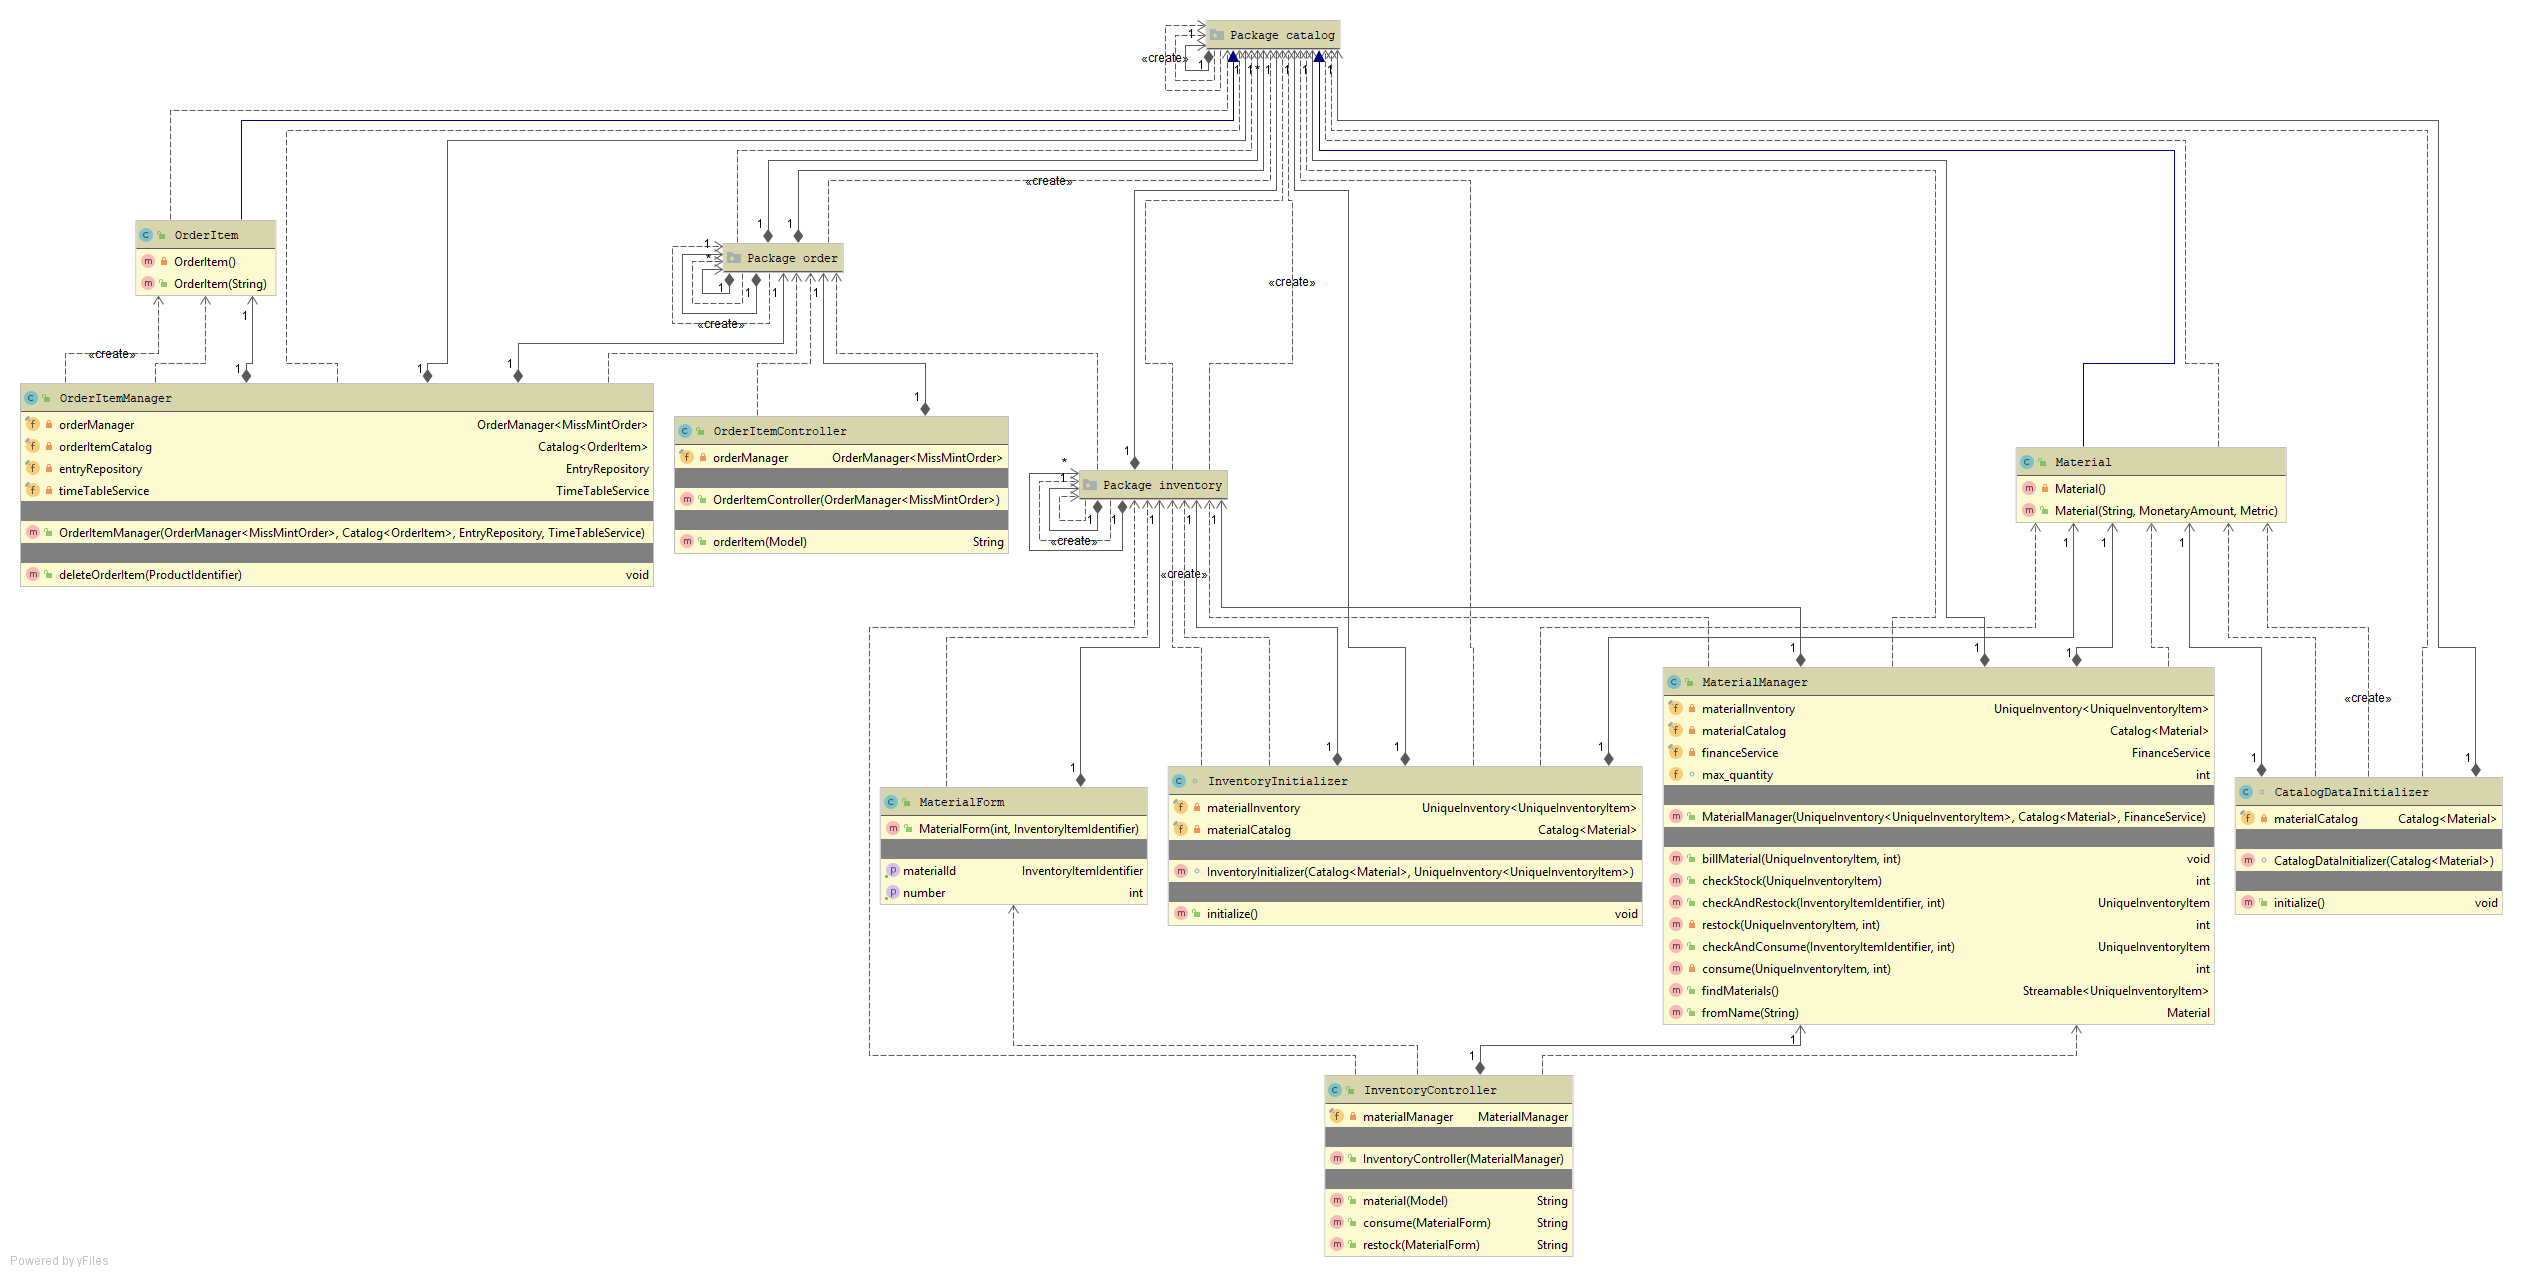 Package catalog
1
«create»
1
1 1 * 1 1 1 1
«create»
OrderItem
OrderItem()
OrderItem(String)
1 1
1
*
Package order
1 1 1 1
«create»
«create»
1
«create»
1 1 1
OrderItemManager
orderManager OrderManager<MissMintOrder>
orderItemCatalog Catalog<OrderItem>
entryRepository EntryRepository
timeTableService TimeTableService
OrderItemManager(OrderManager<MissMintOrder>, Catalog<OrderItem>, EntryRepository, TimeTableService)
deleteOrderItem(ProductIdentifier) void
1
OrderItemController
orderManager OrderManager<MissMintOrder>
OrderItemController(OrderManager<MissMintOrder>)
orderItem(Model) String
1
*
1
Package inventory
1 1 1 1 1
«create»
«create»
Material
Material()
Material(String, MonetaryAmount, Metric)
1 1 1
1 1 1
MaterialManager
materialInventory UniqueInventory<UniqueInventoryItem>
materialCatalog Catalog<Material>
financeService FinanceService
max_quantity int
MaterialManager(UniqueInventory<UniqueInventoryItem>, Catalog<Material>, FinanceService)
billMaterial(UniqueInventoryItem, int) void
checkStock(UniqueInventoryItem) int
checkAndRestock(InventoryItemIdentifier, int) UniqueInventoryItem
restock(UniqueInventoryItem, int) int
checkAndConsume(InventoryItemIdentifier, int) UniqueInventoryItem
consume(UniqueInventoryItem, int) int
findMaterials() Streamable<UniqueInventoryItem>
fromName(String) Material
«create»
1 1
CatalogDataInitializer
materialCatalog Catalog<Material>
CatalogDataInitializer(Catalog<Material>)
initialize() void
1 1 1
InventoryInitializer
materialInventory UniqueInventory<UniqueInventoryItem>
materialCatalog Catalog<Material>
InventoryInitializer(Catalog<Material>, UniqueInventory<UniqueInventoryItem>)
initialize() void
1
MaterialForm
MaterialForm(int, InventoryItemIdentifier)
materialId InventoryItemIdentifier
number int
1
1
InventoryController
materialManager MaterialManager
InventoryController(MaterialManager)
material(Model) String
consume(MaterialForm) String
restock(MaterialForm) String
Powered by yFiles